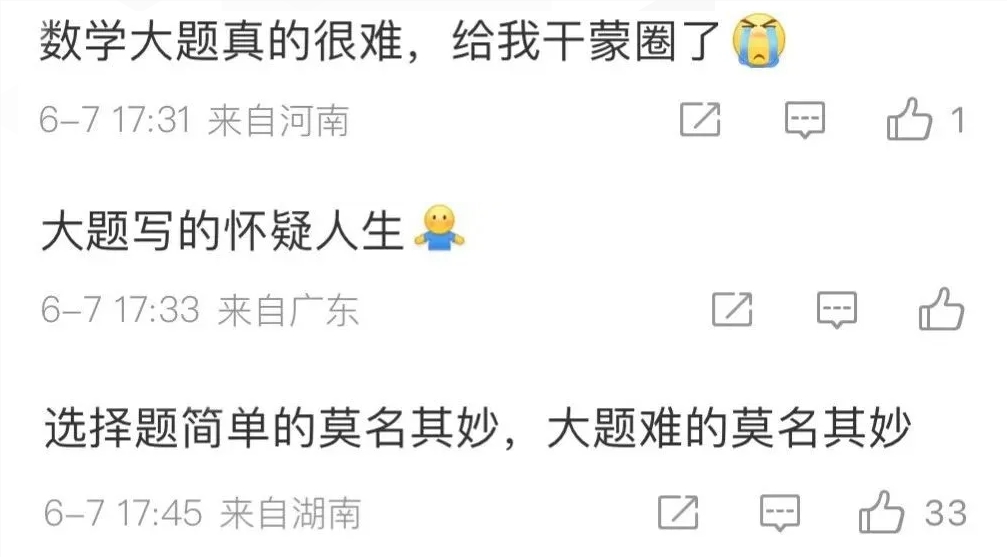 数学大题真的很难，给我干蒙圈了😭
6-7 17:31 来自河南 1
大题写的怀疑人生🤷
6-7 17:33 来自广东
选择题简单的莫名其妙，大题难的莫名其妙
6-7 17:45 来自湖南 33